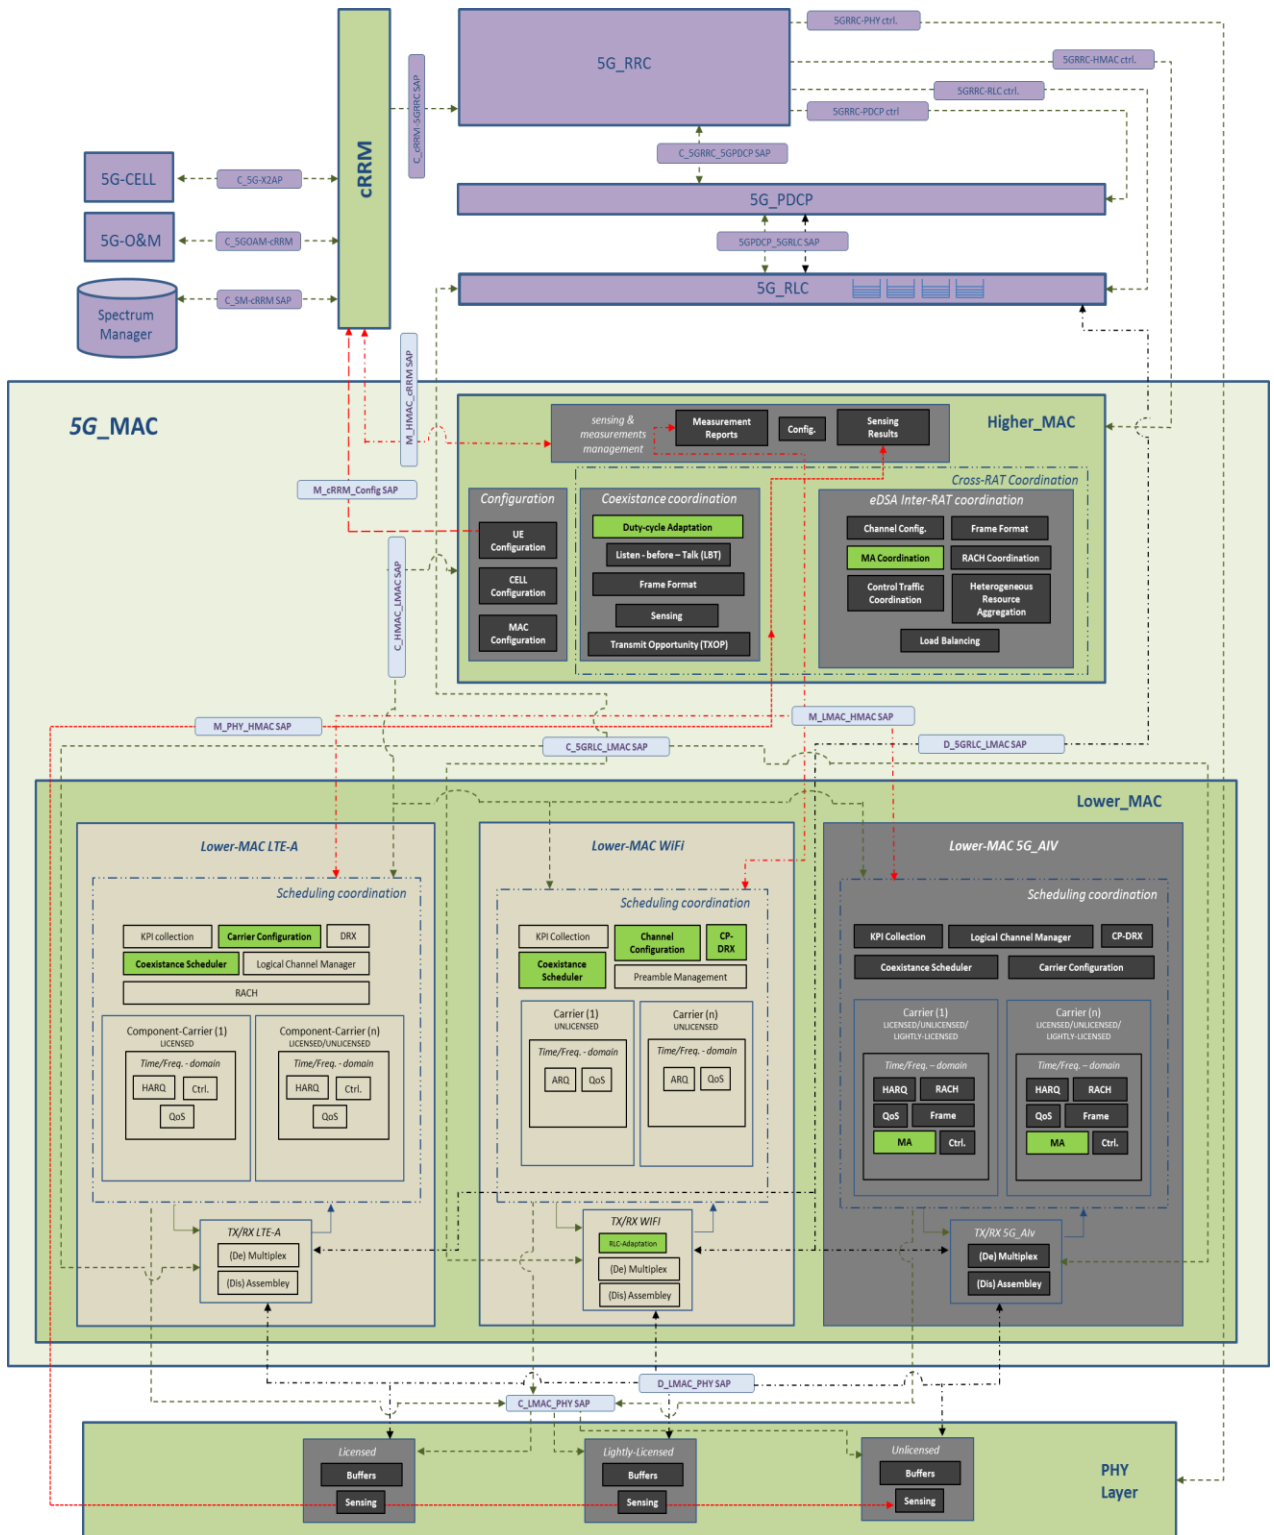 5GRRC-PHY ctrl.
5G_RRC
5GRRC-HMAC ctrl.
5GRRC-RLC ctrl.
5GRRC-PDCP ctrl
C_cRRM-5GRRC SAP
cRRM
C_5GRRC_5GPDCP SAP
5G-CELL
C_5G-X2AP
5G_PDCP
5G-O&M
C_5GOAM-cRRM
5GPDCP_5GRLC SAP
C_SM-cRRM SAP
5G_RLC
Spectrum
Manager
M_HMAC_cRRM SAP
5G_MAC
Higher_MAC
sensing &
measurements
management
Measurement
Reports
Config.
Sensing
Results
M_cRRM_Config SAP
Cross-RAT Coordination
Configuration
UE
Configuration
CELL
Configuration
MAC
Configuration
Coexistance coordination
Duty-cycle Adaptation
Listen - before – Talk (LBT)
Frame Format
Sensing
Transmit Opportunity (TXOP)
eDSA Inter-RAT coordination
Channel Config.
Frame Format
MA Coordination
RACH Coordination
Control Traffic
Coordination
Heterogeneous
Resource
Aggregation
Load Balancing
C_HMAC_LMAC SAP
M_PHY_HMAC SAP
M_LMAC_HMAC SAP
C_5GRLC_LMAC SAP
D_5GRLC_LMAC SAP
Lower_MAC
Lower-MAC LTE-A
Scheduling coordination
KPI collection
Carrier Configuration
DRX
Coexistance Scheduler
Logical Channel Manager
RACH
Component-Carrier (1)
LICENSED
Time/Freq. - domain
HARQ
Ctrl.
QoS
Component-Carrier (n)
LICENSED/UNLICENSED
Time/Freq. - domain
HARQ
Ctrl.
QoS
TX/RX LTE-A
(De) Multiplex
(Dis) Assembley
Lower-MAC WiFi
Scheduling coordination
KPI Collection
Channel
Configuration
CP-
DRX
Coexistance
Scheduler
Preamble Management
Carrier (1)
UNLICENSED
Time/Freq. - domain
ARQ
QoS
Carrier (n)
UNLICENSED
Time/Freq. - domain
ARQ
QoS
TX/RX WIFI
RLC-Adaptation
(De) Multiplex
(Dis) Assembley
Lower-MAC 5G_AIV
Scheduling coordination
KPI Collection
Logical Channel Manager
CP-DRX
Coexistance Scheduler
Carrier Configuration
Carrier (1)
LICENSED/UNLICENSED/
LIGHTLY-LICENSED
Time/Freq. – domain
HARQ
RACH
QoS
Frame
MA
Ctrl.
Carrier (n)
LICENSED/UNLICENSED/
LIGHTLY-LICENSED
Time/Freq. – domain
HARQ
RACH
QoS
Frame
MA
Ctrl.
TX/RX 5G_AIv
(De) Multiplex
(Dis) Assembley
D_LMAC_PHY SAP
C_LMAC_PHY SAP
Licensed
Buffers
Sensing
Lightly-Licensed
Buffers
Sensing
Unlicensed
Buffers
Sensing
PHY
Layer